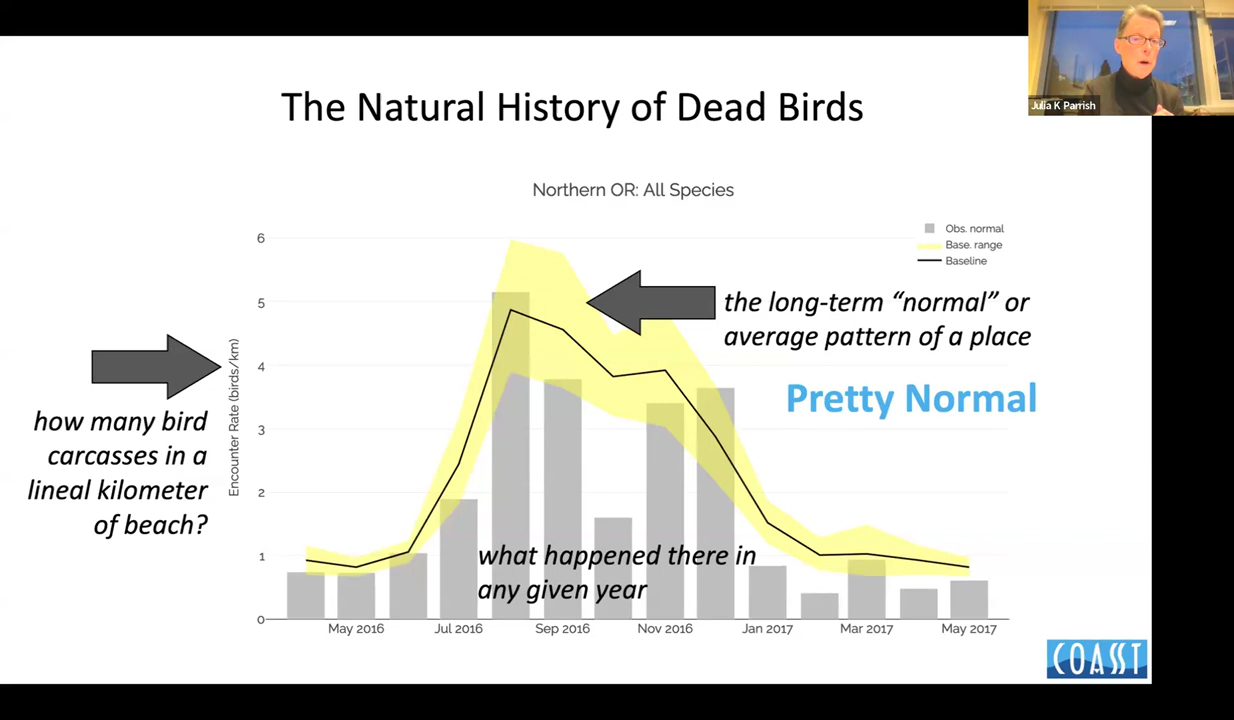 Julia K Parrish
The Natural History of Dead Birds
Northern OR: All Species
Obs. normal
Base. range
Baseline
6
5
4
3
2
1
0
Encounter Rate (birds/km)
the long-term “normal” or
average pattern of a place
Pretty Normal
how many bird
carcasses in a
lineal kilometer
of beach?
what happened there in
any given year
May 2016
Jul 2016
Sep 2016
Nov 2016
Jan 2017
Mar 2017
May 2017
COASST